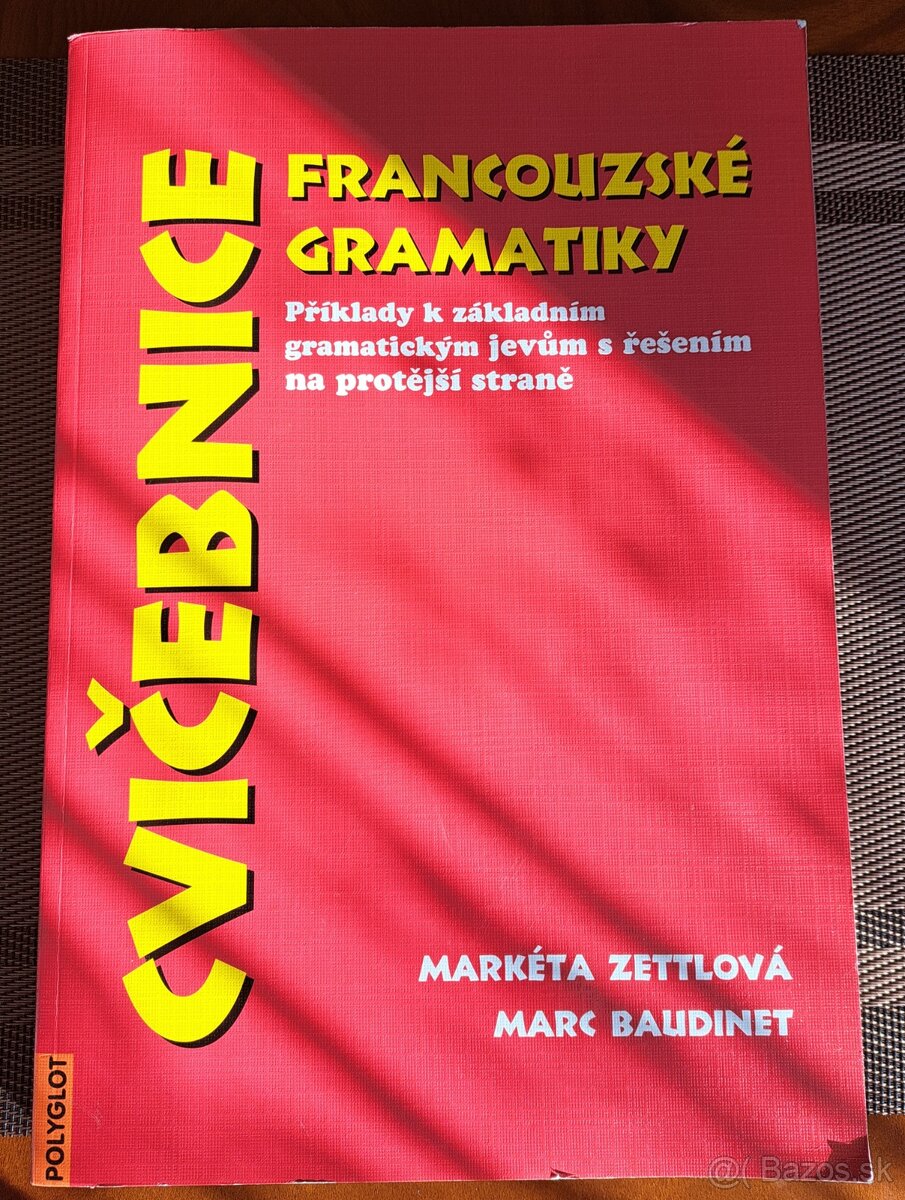 CVIČEBNICE
FRANCOUZSKÉ
GRAMATIKY
Příklady k základním
gramatickým jevům s řešením
na protější straně
MARKÉTA ZETTLOVÁ
MARC BAUDINET
POLYGLOT
@( Bazos.sk